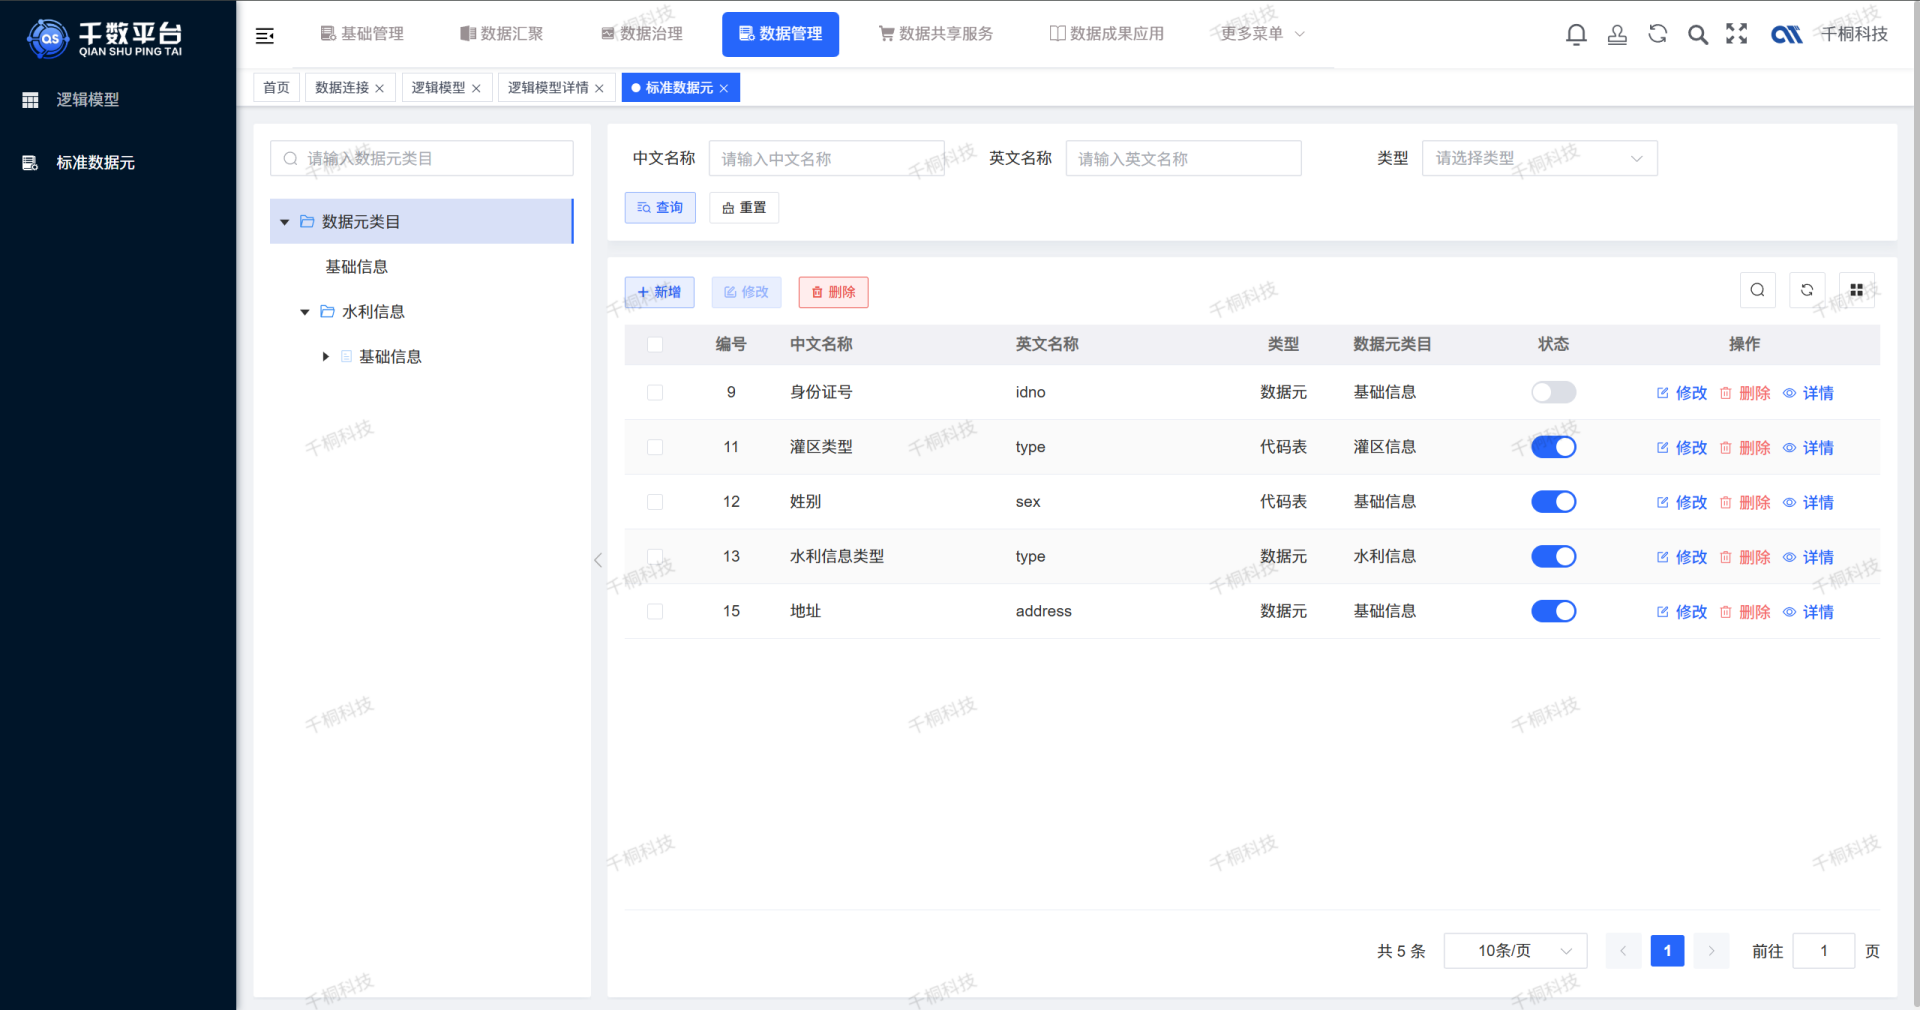 千数平台
QIAN SHU PING TAI
逻辑模型
标准数据元
基础管理 数据汇聚 数据治理 数据管理 数据共享服务 数据成果应用 更多菜单 千桐科技
首页 数据连接 逻辑模型 逻辑模型详情 标准数据元
请输入数据元类目
数据元类目
基础信息
水利信息
基础信息
中文名称 请输入中文名称 英文名称 请输入英文名称 类型 请选择类型
查询 重置
新增 修改 删除
编号 中文名称 英文名称 类型 数据元类目 状态 操作
9 身份证号 idno 数据元 基础信息 修改 删除 详情
11 灌区类型 type 代码表 灌区信息 修改 删除 详情
12 姓别 sex 代码表 基础信息 修改 删除 详情
13 水利信息类型 type 数据元 水利信息 修改 删除 详情
15 地址 address 数据元 基础信息 修改 删除 详情
共 5 条 10条/页 1 前往 1 页
千桐科技